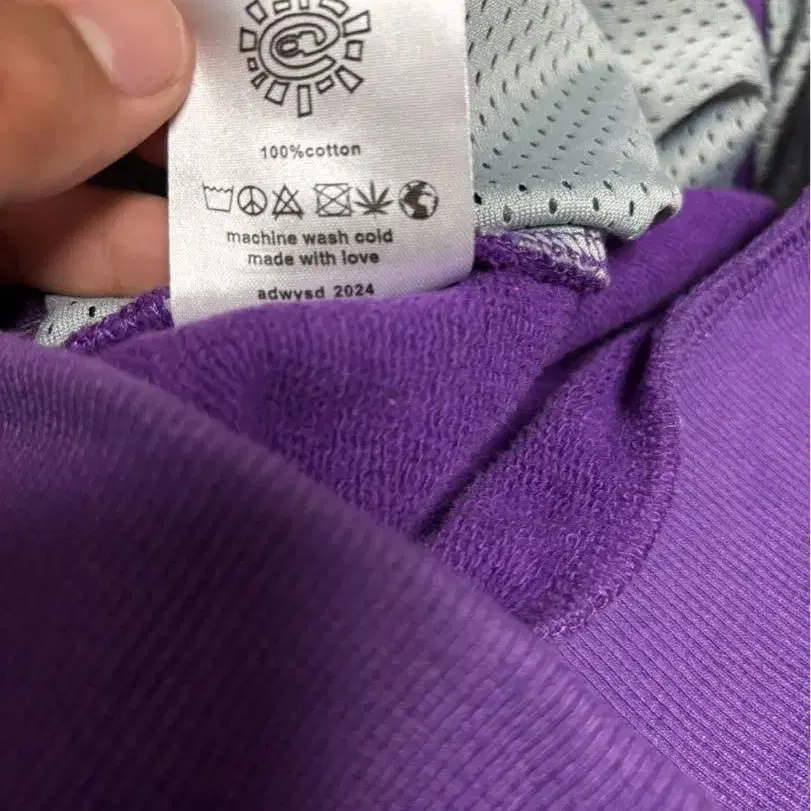 100%cotton
machine wash cold
made with love
adwysd 2024